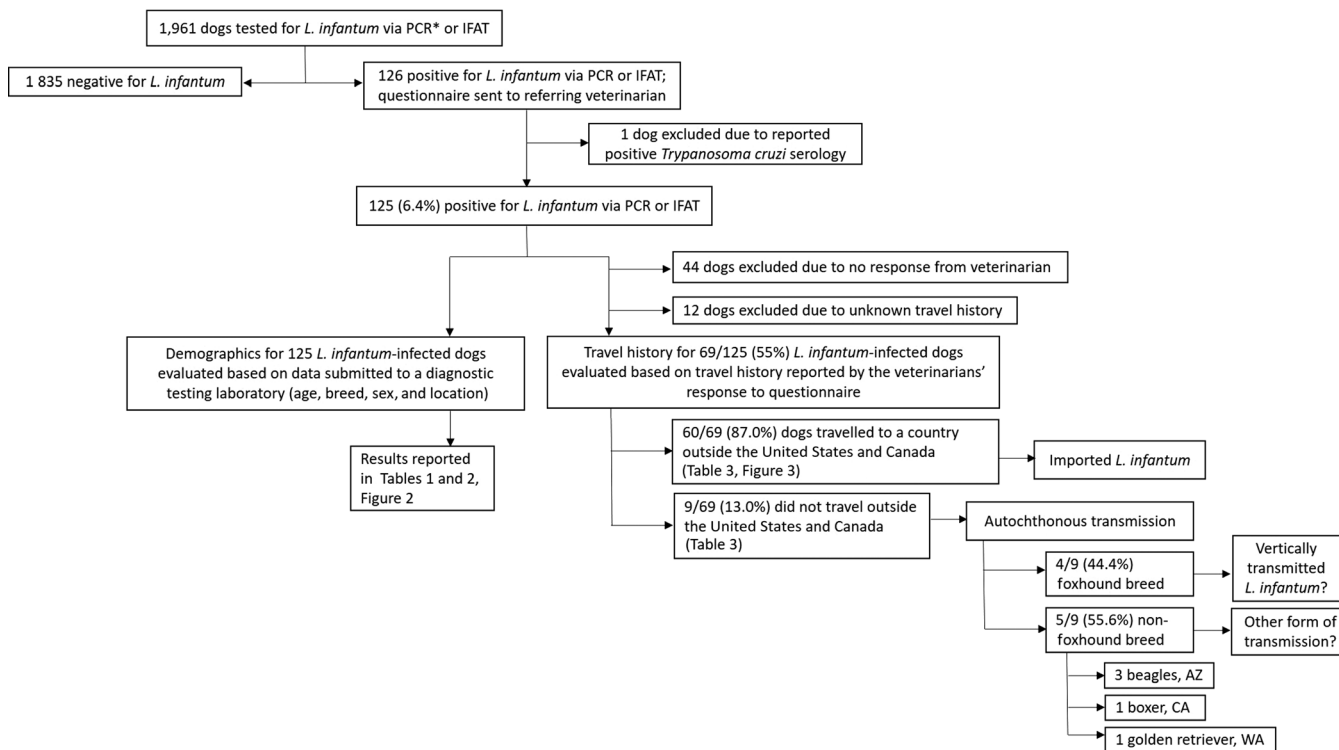 1,961 dogs tested for L. infantum via PCR* or IFAT
1 835 negative for L. infantum
126 positive for L. infantum via PCR or IFAT;
questionnaire sent to referring veterinarian
1 dog excluded due to reported
positive Trypanosoma cruzi serology
125 (6.4%) positive for L. infantum via PCR or IFAT
44 dogs excluded due to no response from veterinarian
12 dogs excluded due to unknown travel history
Demographics for 125 L. infantum-infected dogs
evaluated based on data submitted to a diagnostic
testing laboratory (age, breed, sex, and location)
Travel history for 69/125 (55%) L. infantum-infected dogs
evaluated based on travel history reported by the veterinarians’
response to questionnaire
Results reported
in Tables 1 and 2,
Figure 2
60/69 (87.0%) dogs travelled to a country
outside the United States and Canada
(Table 3, Figure 3)
Imported L. infantum
9/69 (13.0%) did not travel outside
the United States and Canada
(Table 3)
Autochthonous transmission
4/9 (44.4%)
foxhound breed
Vertically
transmitted
L. infantum?
5/9 (55.6%) non-
foxhound breed
Other form of
transmission?
3 beagles, AZ
1 boxer, CA
1 golden retriever, WA